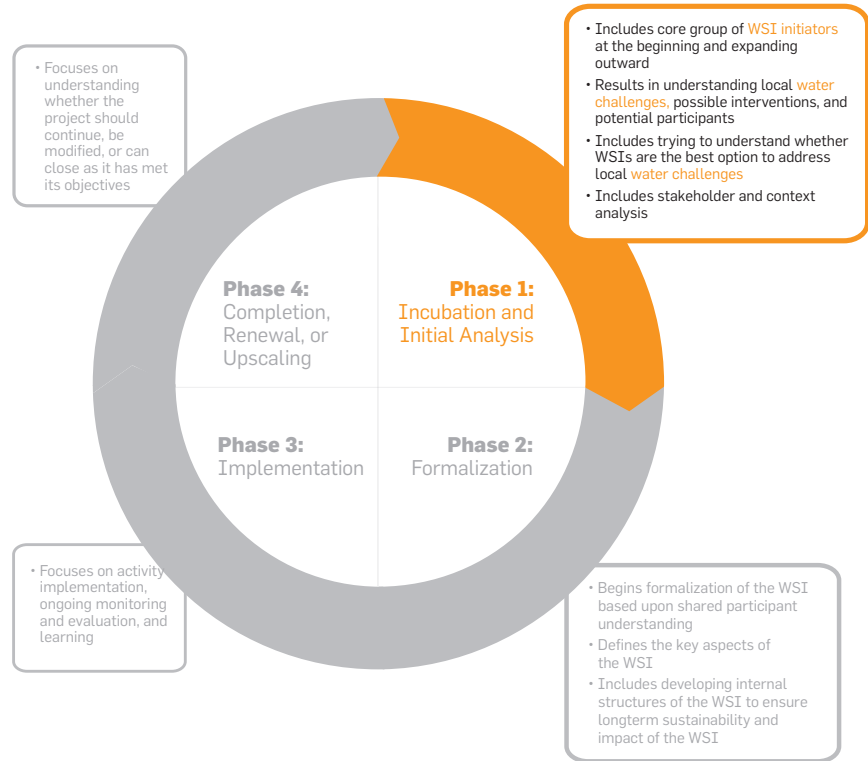 • Focuses on
understanding
whether the
project should
continue, be
modified, or can
close as it has met
its objectives
• Includes core group of WSI initiators
at the beginning and expanding
outward
• Results in understanding local water
challenges, possible interventions, and
potential participants
• Includes trying to understand whether
WSIs are the best option to address
local water challenges
• Includes stakeholder and context
analysis
Phase 4:
Completion,
Renewal, or
Upscaling
Phase 1:
Incubation and
Initial Analysis
Phase 3:
Implementation
Phase 2:
Formalization
• Focuses on activity
implementation,
ongoing monitoring
and evaluation, and
learning
• Begins formalization of the WSI
based upon shared participant
understanding
• Defines the key aspects of
the WSI
• Includes developing internal
structures of the WSI to ensure
longterm sustainability and
impact of the WSI